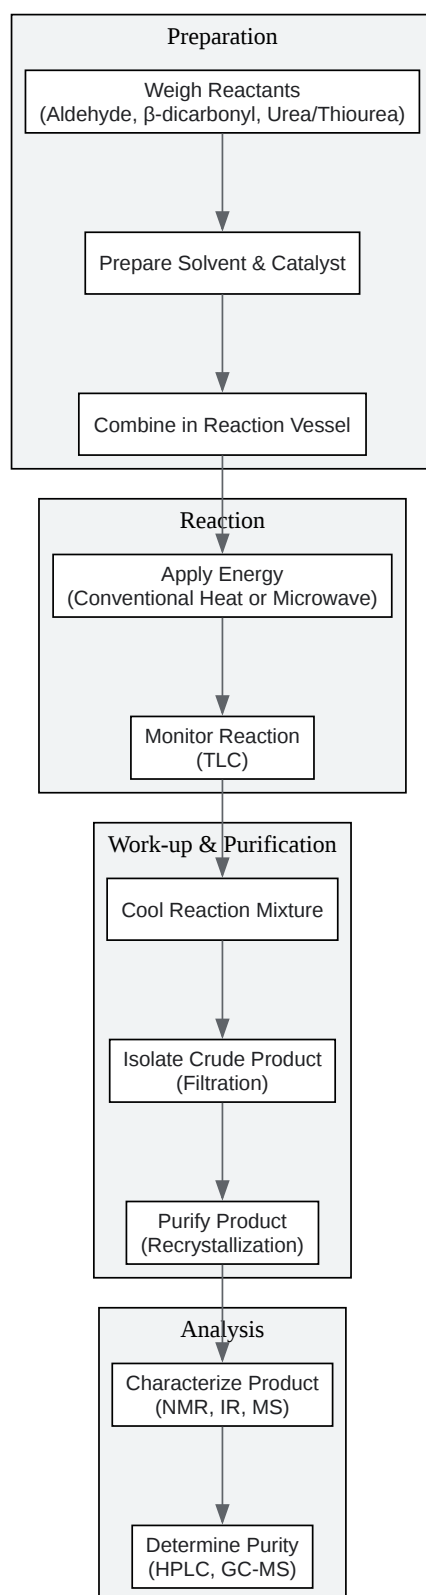 Preparation
Weigh Reactants
(Aldehyde, β-dicarbonyl, Urea/Thiourea)
Prepare Solvent & Catalyst
Combine in Reaction Vessel
Reaction
Apply Energy
(Conventional Heat or Microwave)
Monitor Reaction
(TLC)
Work-up & Purification
Cool Reaction Mixture
Isolate Crude Product
(Filtration)
Purify Product
(Recrystallization)
Analysis
Characterize Product
(NMR, IR, MS)
Determine Purity
(HPLC, GC-MS)